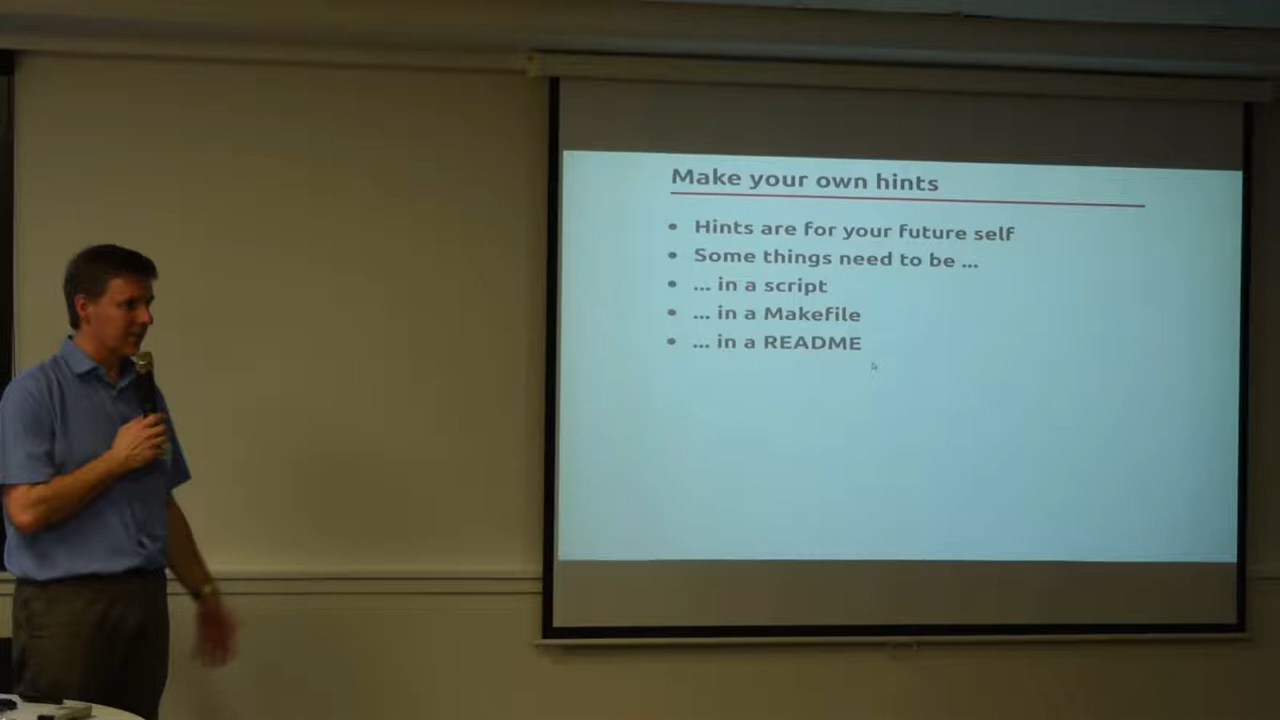 Make your own hints
• Hints are for your future self
• Some things need to be ...
• ... in a script
• ... in a Makefile
• ... in a README